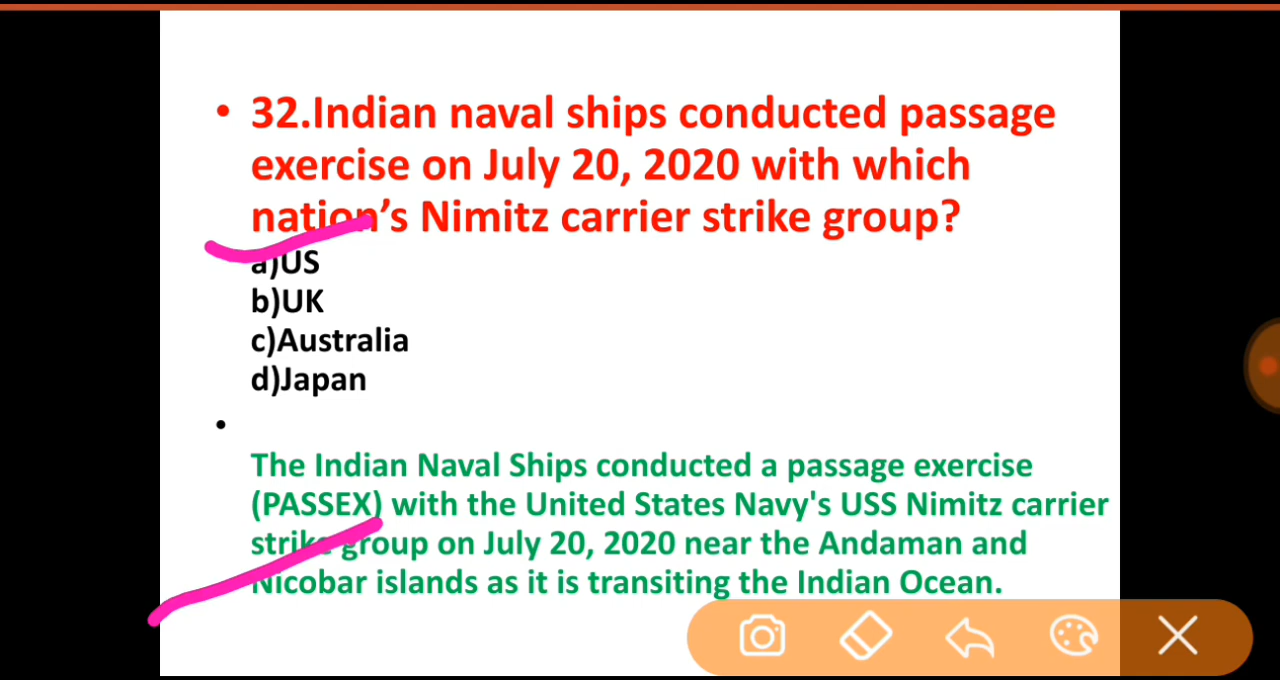 • 32.Indian naval ships conducted passage
exercise on July 20, 2020 with which
nation’s Nimitz carrier strike group?
a)US
b)UK
c)Australia
d)Japan
•
The Indian Naval Ships conducted a passage exercise
(PASSEX) with the United States Navy's USS Nimitz carrier
strike group on July 20, 2020 near the Andaman and
Nicobar islands as it is transiting the Indian Ocean.